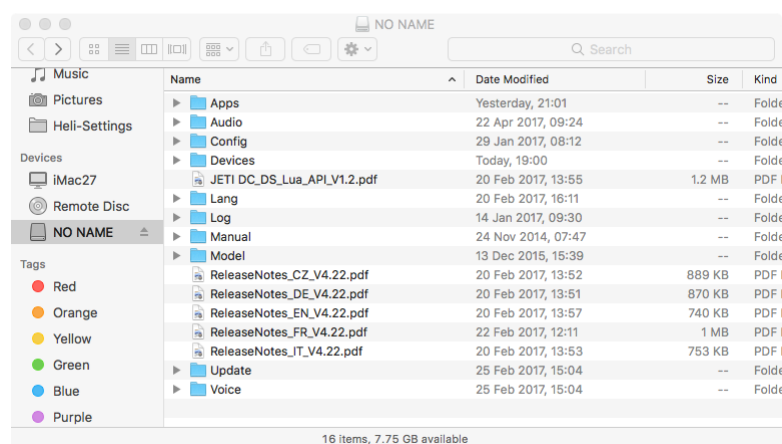 NO NAME
Search
Music
Pictures
Heli-Settings
Devices
iMac27
Remote Disc
NO NAME
Tags
Red
Orange
Yellow
Green
Blue
Purple
Name Date Modified Size Kind
Apps Yesterday, 21:01 -- Folde
Audio 22 Apr 2017, 09:24 -- Folde
Config 29 Jan 2017, 08:12 -- Folde
Devices Today, 19:00 -- Folde
JETI DC_DS_Lua_API_V1.2.pdf 20 Feb 2017, 13:55 1.2 MB PDF
Lang 20 Feb 2017, 16:11 -- Folde
Log 14 Jan 2017, 09:30 -- Folde
Manual 24 Nov 2014, 07:47 -- Folde
Model 13 Dec 2015, 15:39 -- Folde
ReleaseNotes_CZ_V4.22.pdf 20 Feb 2017, 13:52 889 KB PDF
ReleaseNotes_DE_V4.22.pdf 20 Feb 2017, 13:51 870 KB PDF
ReleaseNotes_EN_V4.22.pdf 20 Feb 2017, 13:57 740 KB PDF
ReleaseNotes_FR_V4.22.pdf 22 Feb 2017, 12:11 1 MB PDF
ReleaseNotes_IT_V4.22.pdf 20 Feb 2017, 13:53 753 KB PDF
Update 25 Feb 2017, 15:04 -- Folde
Voice 25 Feb 2017, 15:04 -- Folde
16 items, 7.75 GB available